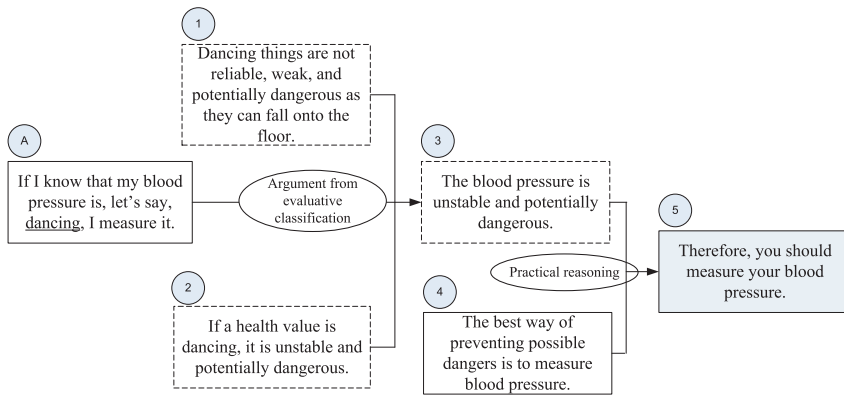 1
Dancing things are not
reliable, weak, and
potentially dangerous as
they can fall onto the
floor.
A
If I know that my blood
pressure is, let’s say,
dancing, I measure it.
Argument from
evaluative
classification
2
If a health value is
dancing, it is unstable and
potentially dangerous.
3
The blood pressure is
unstable and potentially
dangerous.
4
The best way of
preventing possible
dangers is to measure
blood pressure.
Practical reasoning
5
Therefore, you should
measure your blood
pressure.